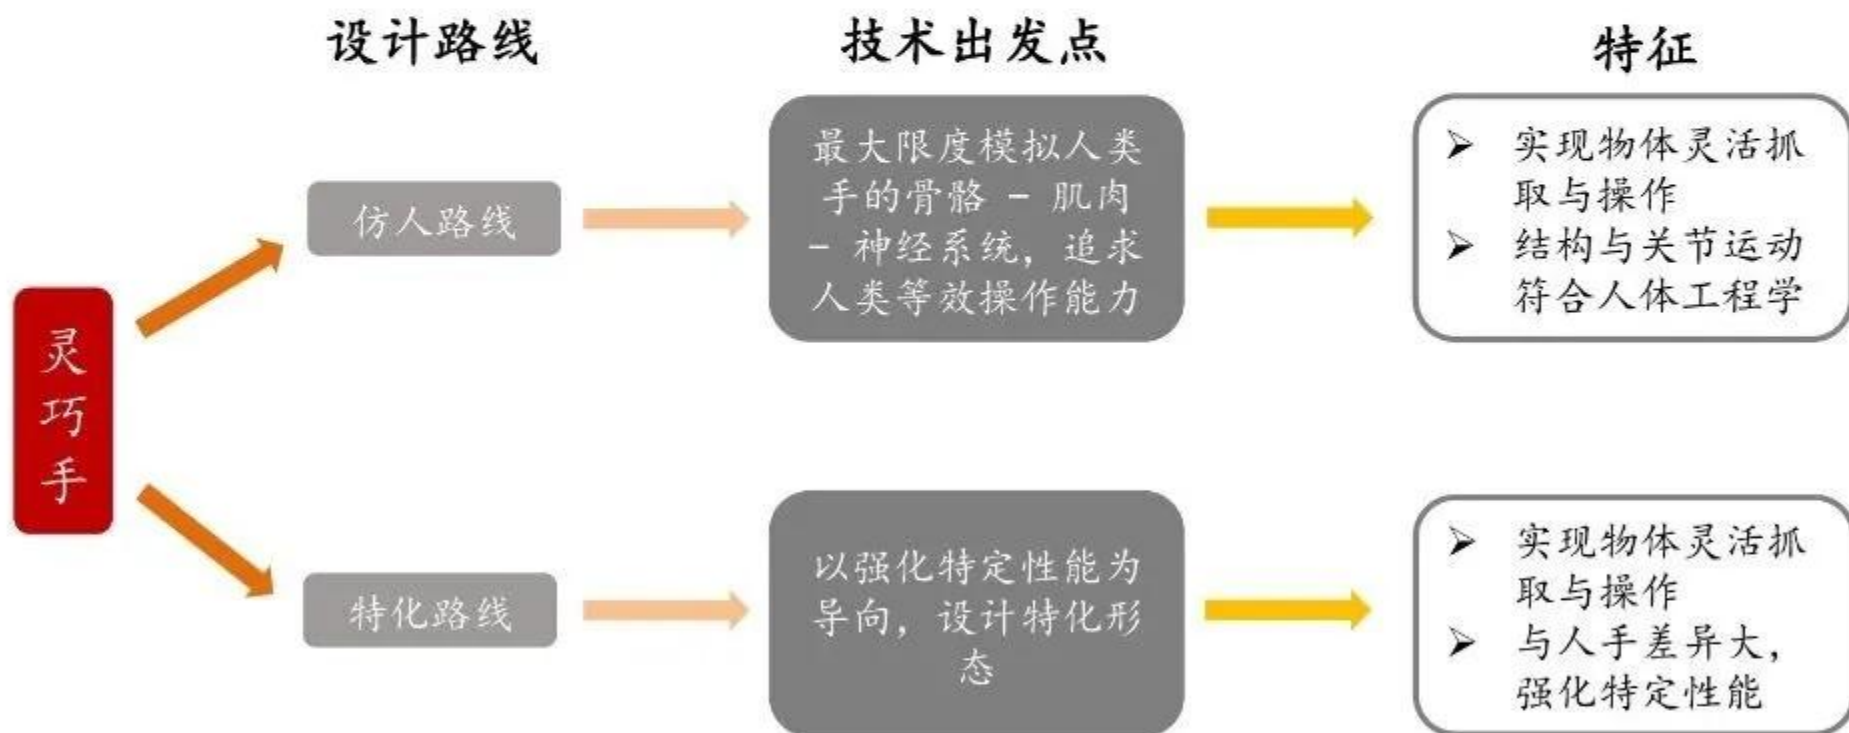 设计路线
技术出发点
特征
灵巧手
仿人路线
最大限度模拟人类
手的骨骼 - 肌肉
- 神经系统，追求
人类等效操作能力
➢ 实现物体灵活抓
取与操作
➢ 结构与关节运动
符合人体工程学
特化路线
以强化特定性能为
导向，设计特化形
态
➢ 实现物体灵活抓
取与操作
➢ 与人手差异大，
强化特定性能